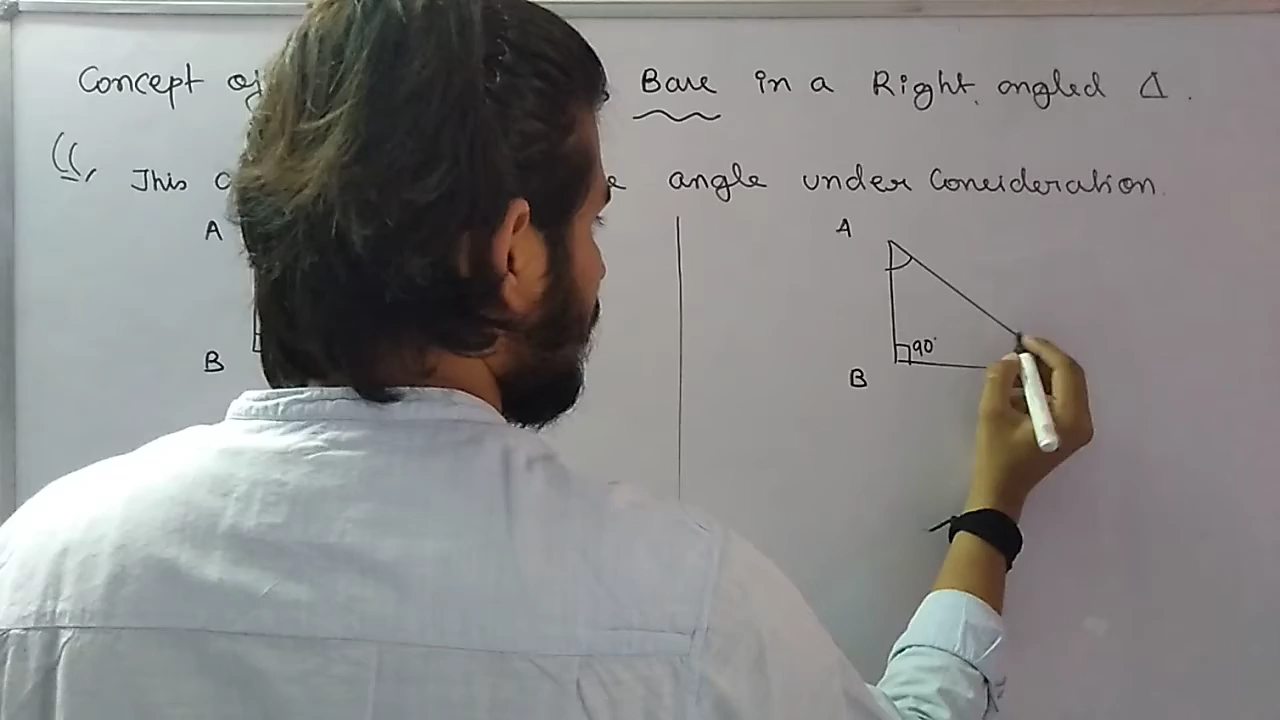 Concept of Base in a Right angled Δ.
This angle under Consideration.
A A
90°
B B